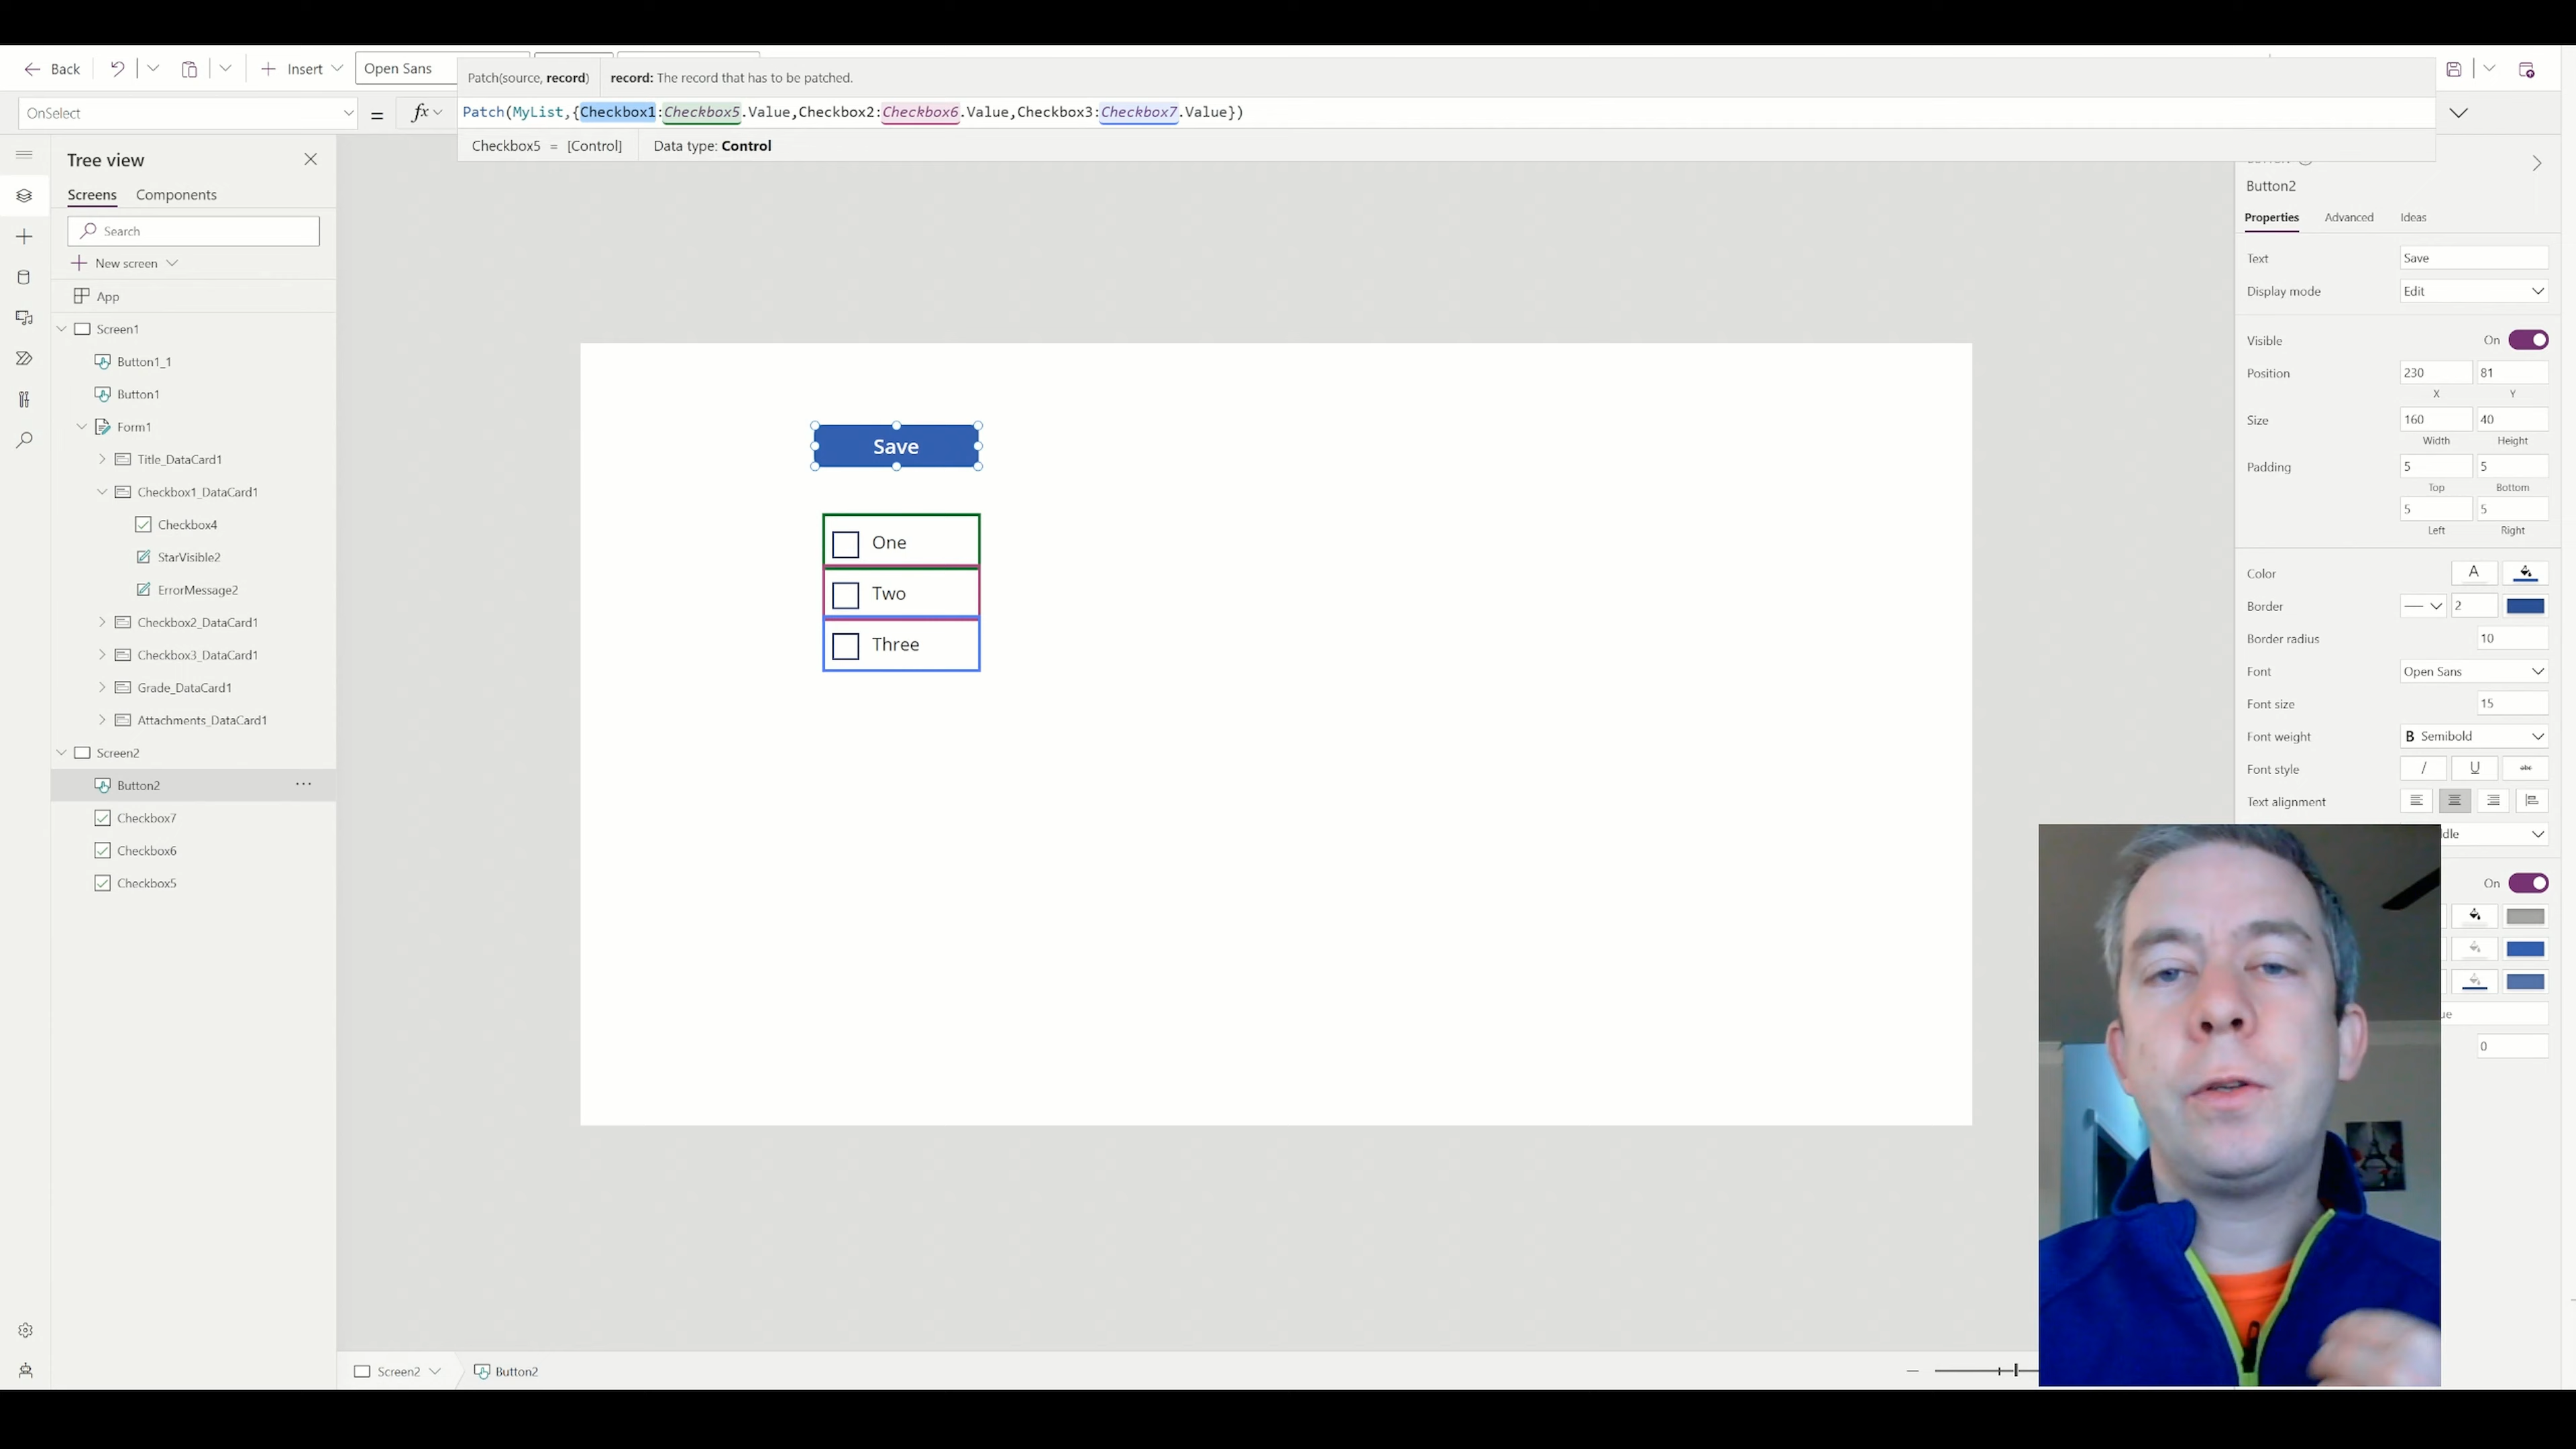 Back
Insert
Open Sans
Patch(source, record)
record: The record that has to be patched.
OnSelect
=
fx
Patch(MyList,{Checkbox1:Checkbox5.Value,Checkbox2:Checkbox6.Value,Checkbox3:Checkbox7.Value})
Checkbox5 = [Control]
Data type: Control
Tree view
Screens
Components
Search
New screen
App
Screen1
Button1_1
Button1
Form1
Title_DataCard1
Checkbox1_DataCard1
Checkbox4
StarVisible2
ErrorMessage2
Checkbox2_DataCard1
Checkbox3_DataCard1
Grade_DataCard1
Attachments_DataCard1
Screen2
Button2
Checkbox7
Checkbox6
Checkbox5
Save
One
Two
Three
Button2
Properties
Advanced
Ideas
Text
Save
Display mode
Edit
Visible
On
Position
230
81
X
Y
Size
160
40
Width
Height
Padding
5
5
Top
Bottom
5
5
Left
Right
Color
A
Border
2
Border radius
10
Font
Open Sans
Font size
15
Font weight
B Semibold
Font style
/
U
abc
Text alignment
dle
On
ue
0
Screen2
Button2